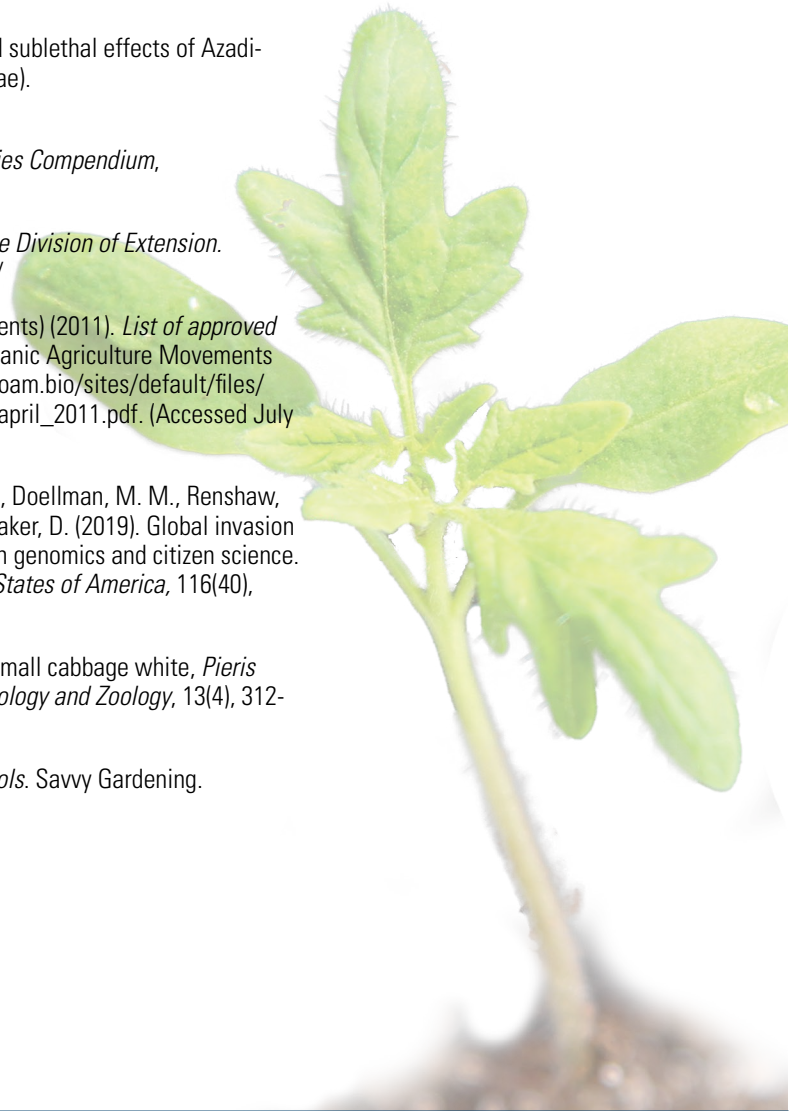 l sublethal effects of Azadi-
ae).
ies Compendium,
e Division of Extension.
/
ents) (2011). List of approved
anic Agriculture Movements
oam.bio/sites/default/files/
april_2011.pdf. (Accessed July
, Doellman, M. M., Renshaw,
aker, D. (2019). Global invasion
n genomics and citizen science.
States of America, 116(40),
mall cabbage white, Pieris
ology and Zoology, 13(4), 312-
ols. Savvy Gardening.